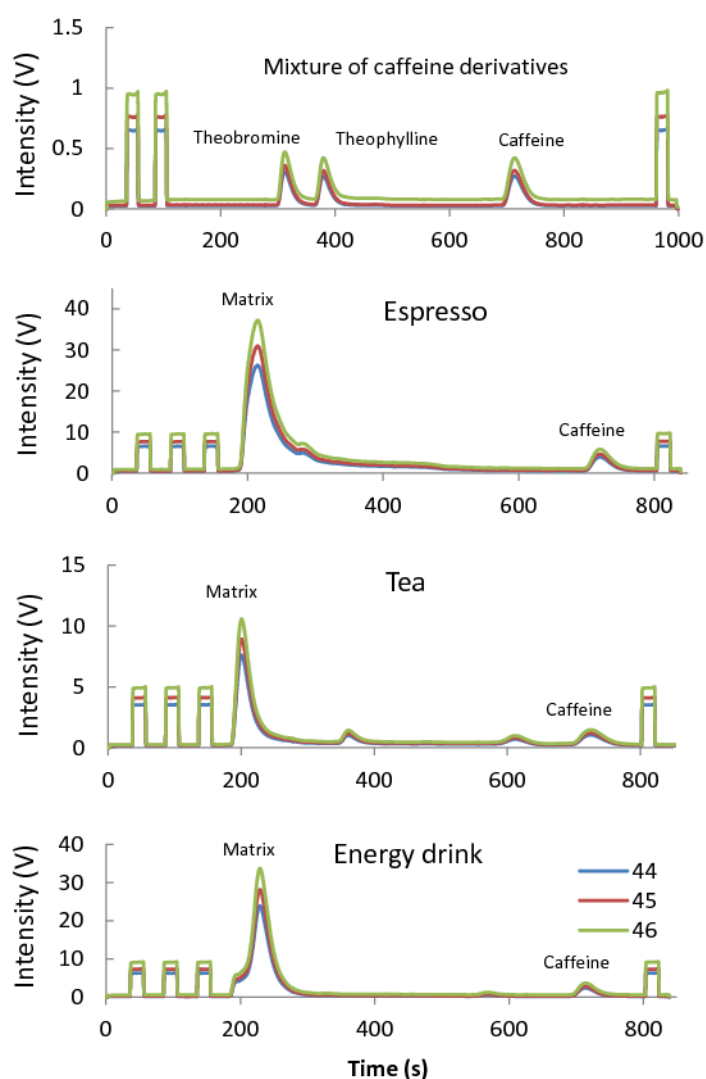 Mixture of caffeine derivatives
Intensity (V)
1.5
1
0.5
0
Theobromine
Theophylline
Caffeine
0 200 400 600 800 1000
Espresso
Intensity (V)
40
30
20
10
0
Matrix
Caffeine
0 200 400 600 800
Tea
Intensity (V)
15
10
5
0
Matrix
Caffeine
0 200 400 600 800
Energy drink
Intensity (V)
40
30
20
10
0
Matrix
44
45
46
Caffeine
0 200 400 600 800
Time (s)